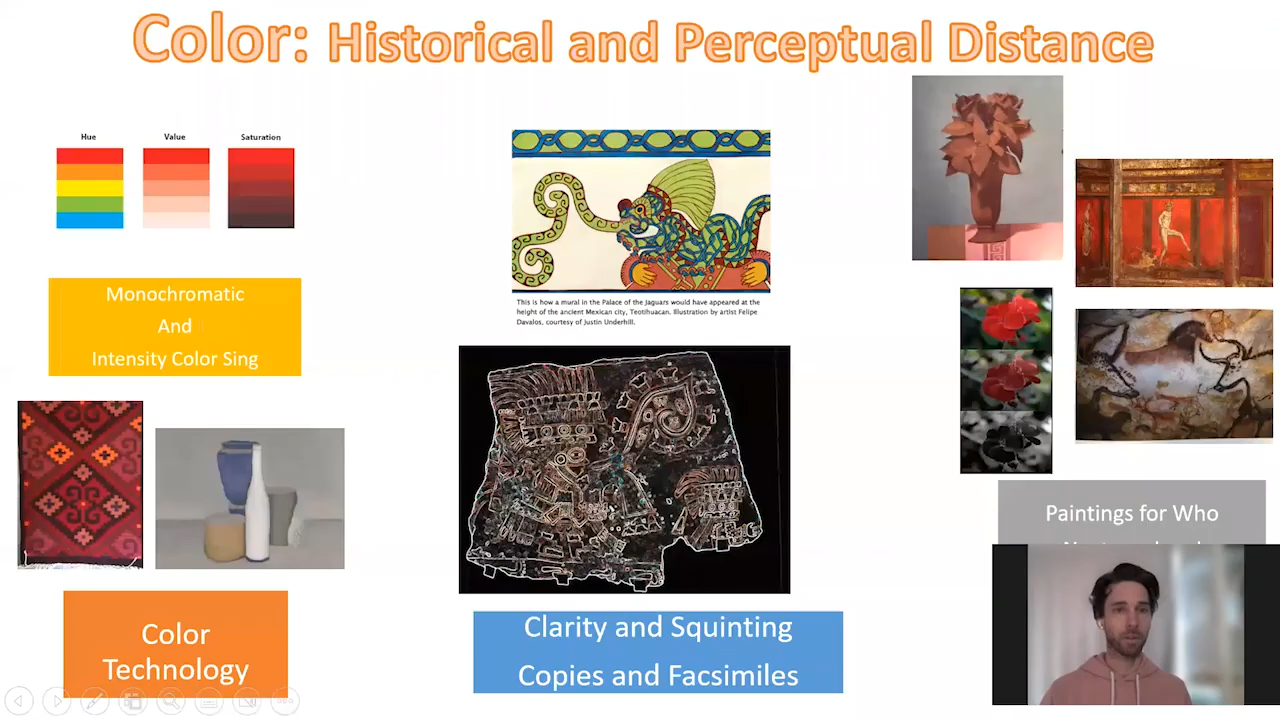 Color: Historical and Perceptual Distance
Hue Value Saturation
Monochromatic
And
Intensity Color Sing
Color
Technology
This is how a mural in the Palace of the Jaguars would have appeared at the
height of the ancient Mexican city, Teotihuacan. Illustration by artist Felipe
Davalos, courtesy of Justin Underhill.
Clarity and Squinting
Copies and Facsimiles
Paintings for Who